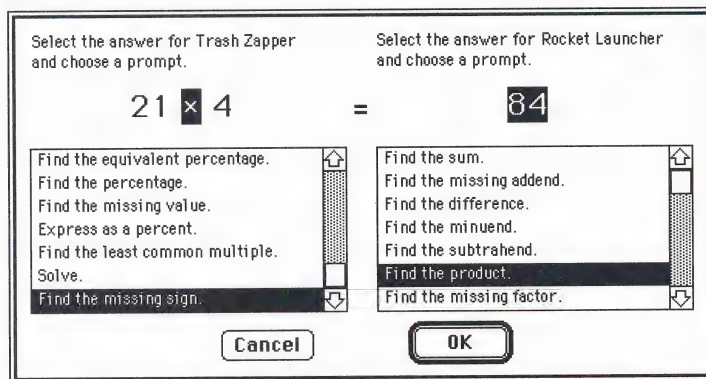 Select the answer for Trash Zapper
and choose a prompt.
Select the answer for Rocket Launcher
and choose a prompt.
21 × 4 = 84
Find the equivalent percentage.
Find the percentage.
Find the missing value.
Express as a percent.
Find the least common multiple.
Solve.
Find the missing sign.
Find the sum.
Find the missing addend.
Find the difference.
Find the minuend.
Find the subtrahend.
Find the product.
Find the missing factor.
Cancel
OK